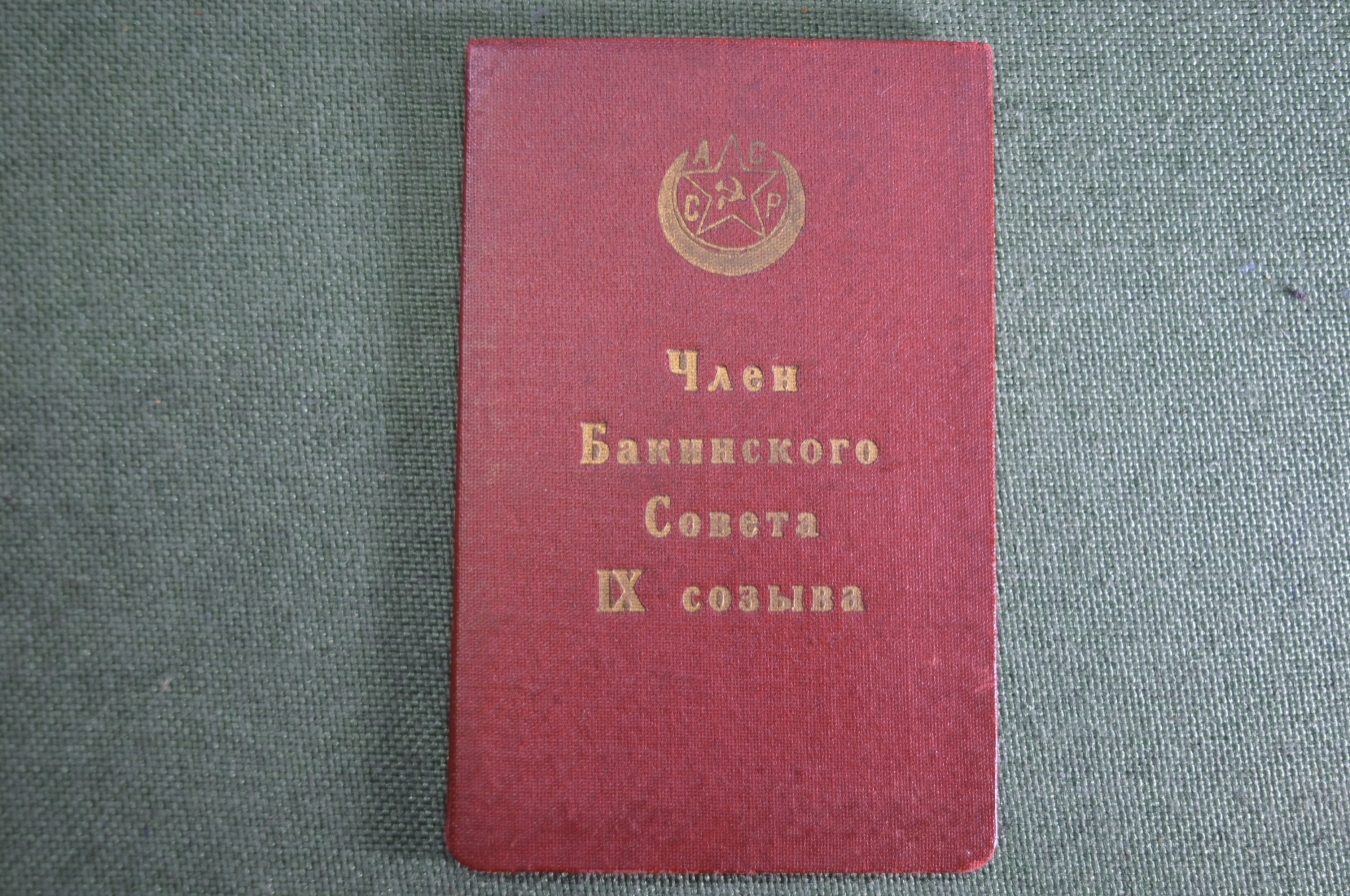 А С
С Р
Член
Бакинского
Совета
IX созыва